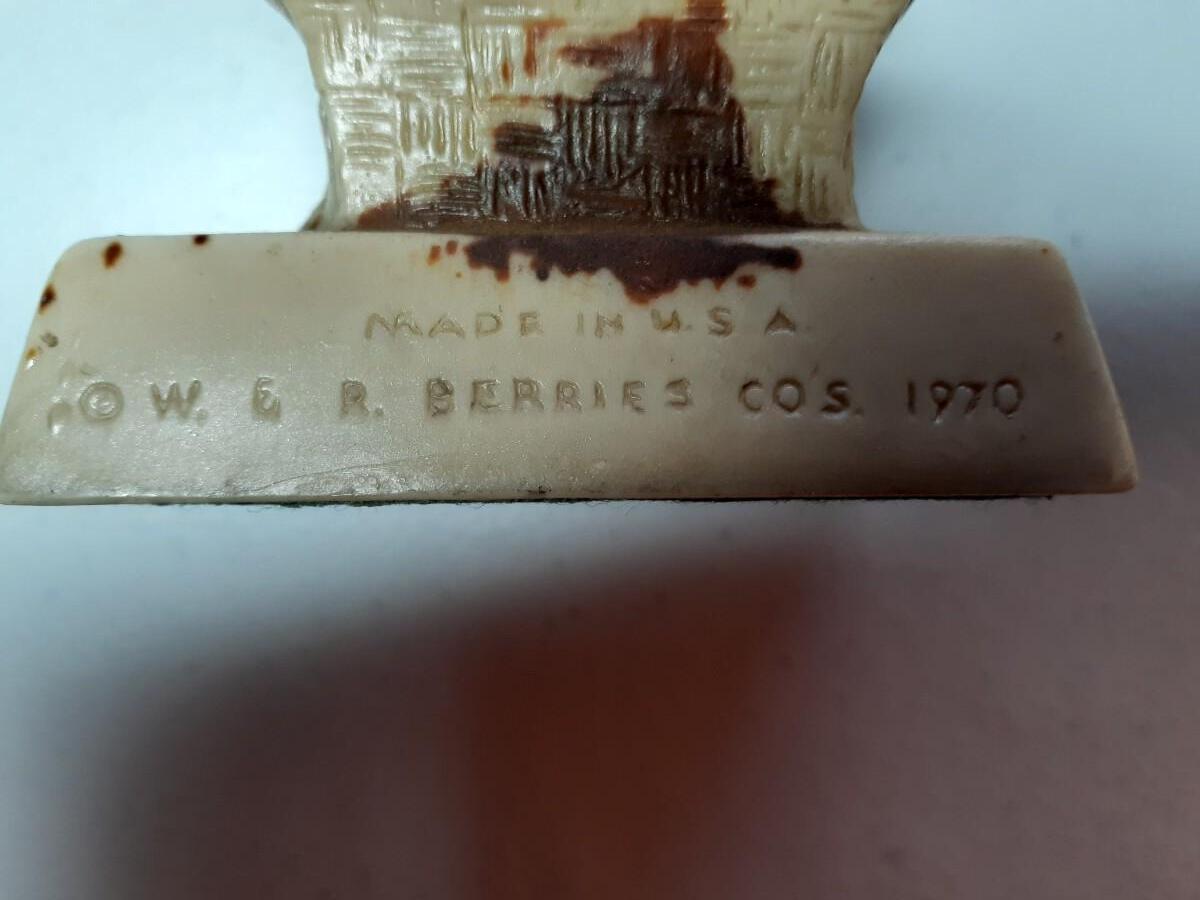 MADE IN U.S.A.
© W. & R. BERRIES CO'S. 1970